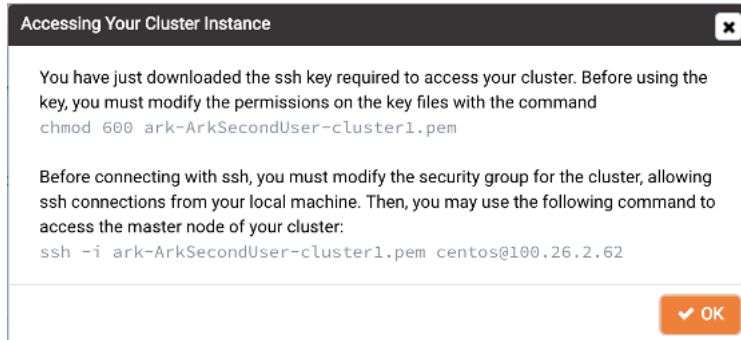 Accessing Your Cluster Instance
You have just downloaded the ssh key required to access your cluster. Before using the
key, you must modify the permissions on the key files with the command
chmod 600 ark-ArkSecondUser-cluster1.pem
Before connecting with ssh, you must modify the security group for the cluster, allowing
ssh connections from your local machine. Then, you may use the following command to
access the master node of your cluster:
ssh -i ark-ArkSecondUser-cluster1.pem centos@100.26.2.62
OK